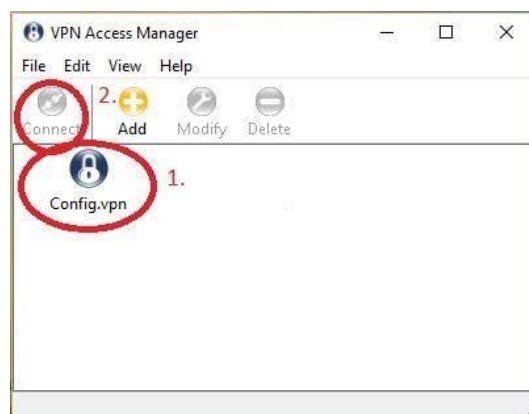 VPN Access Manager
File Edit View Help
2.
Connect Add Modify Delete
1.
Config.vpn